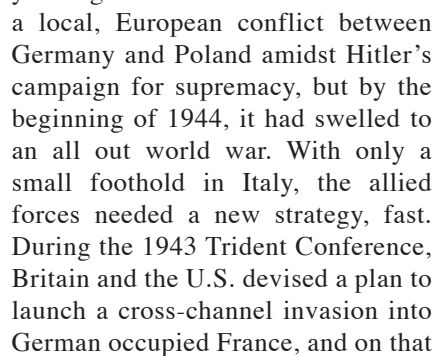 a local, European conflict between
Germany and Poland amidst Hitler's
campaign for supremacy, but by the
beginning of 1944, it had swelled to
an all out world war. With only a
small foothold in Italy, the allied
forces needed a new strategy, fast.
During the 1943 Trident Conference,
Britain and the U.S. devised a plan to
launch a cross-channel invasion into
German occupied France, and on that